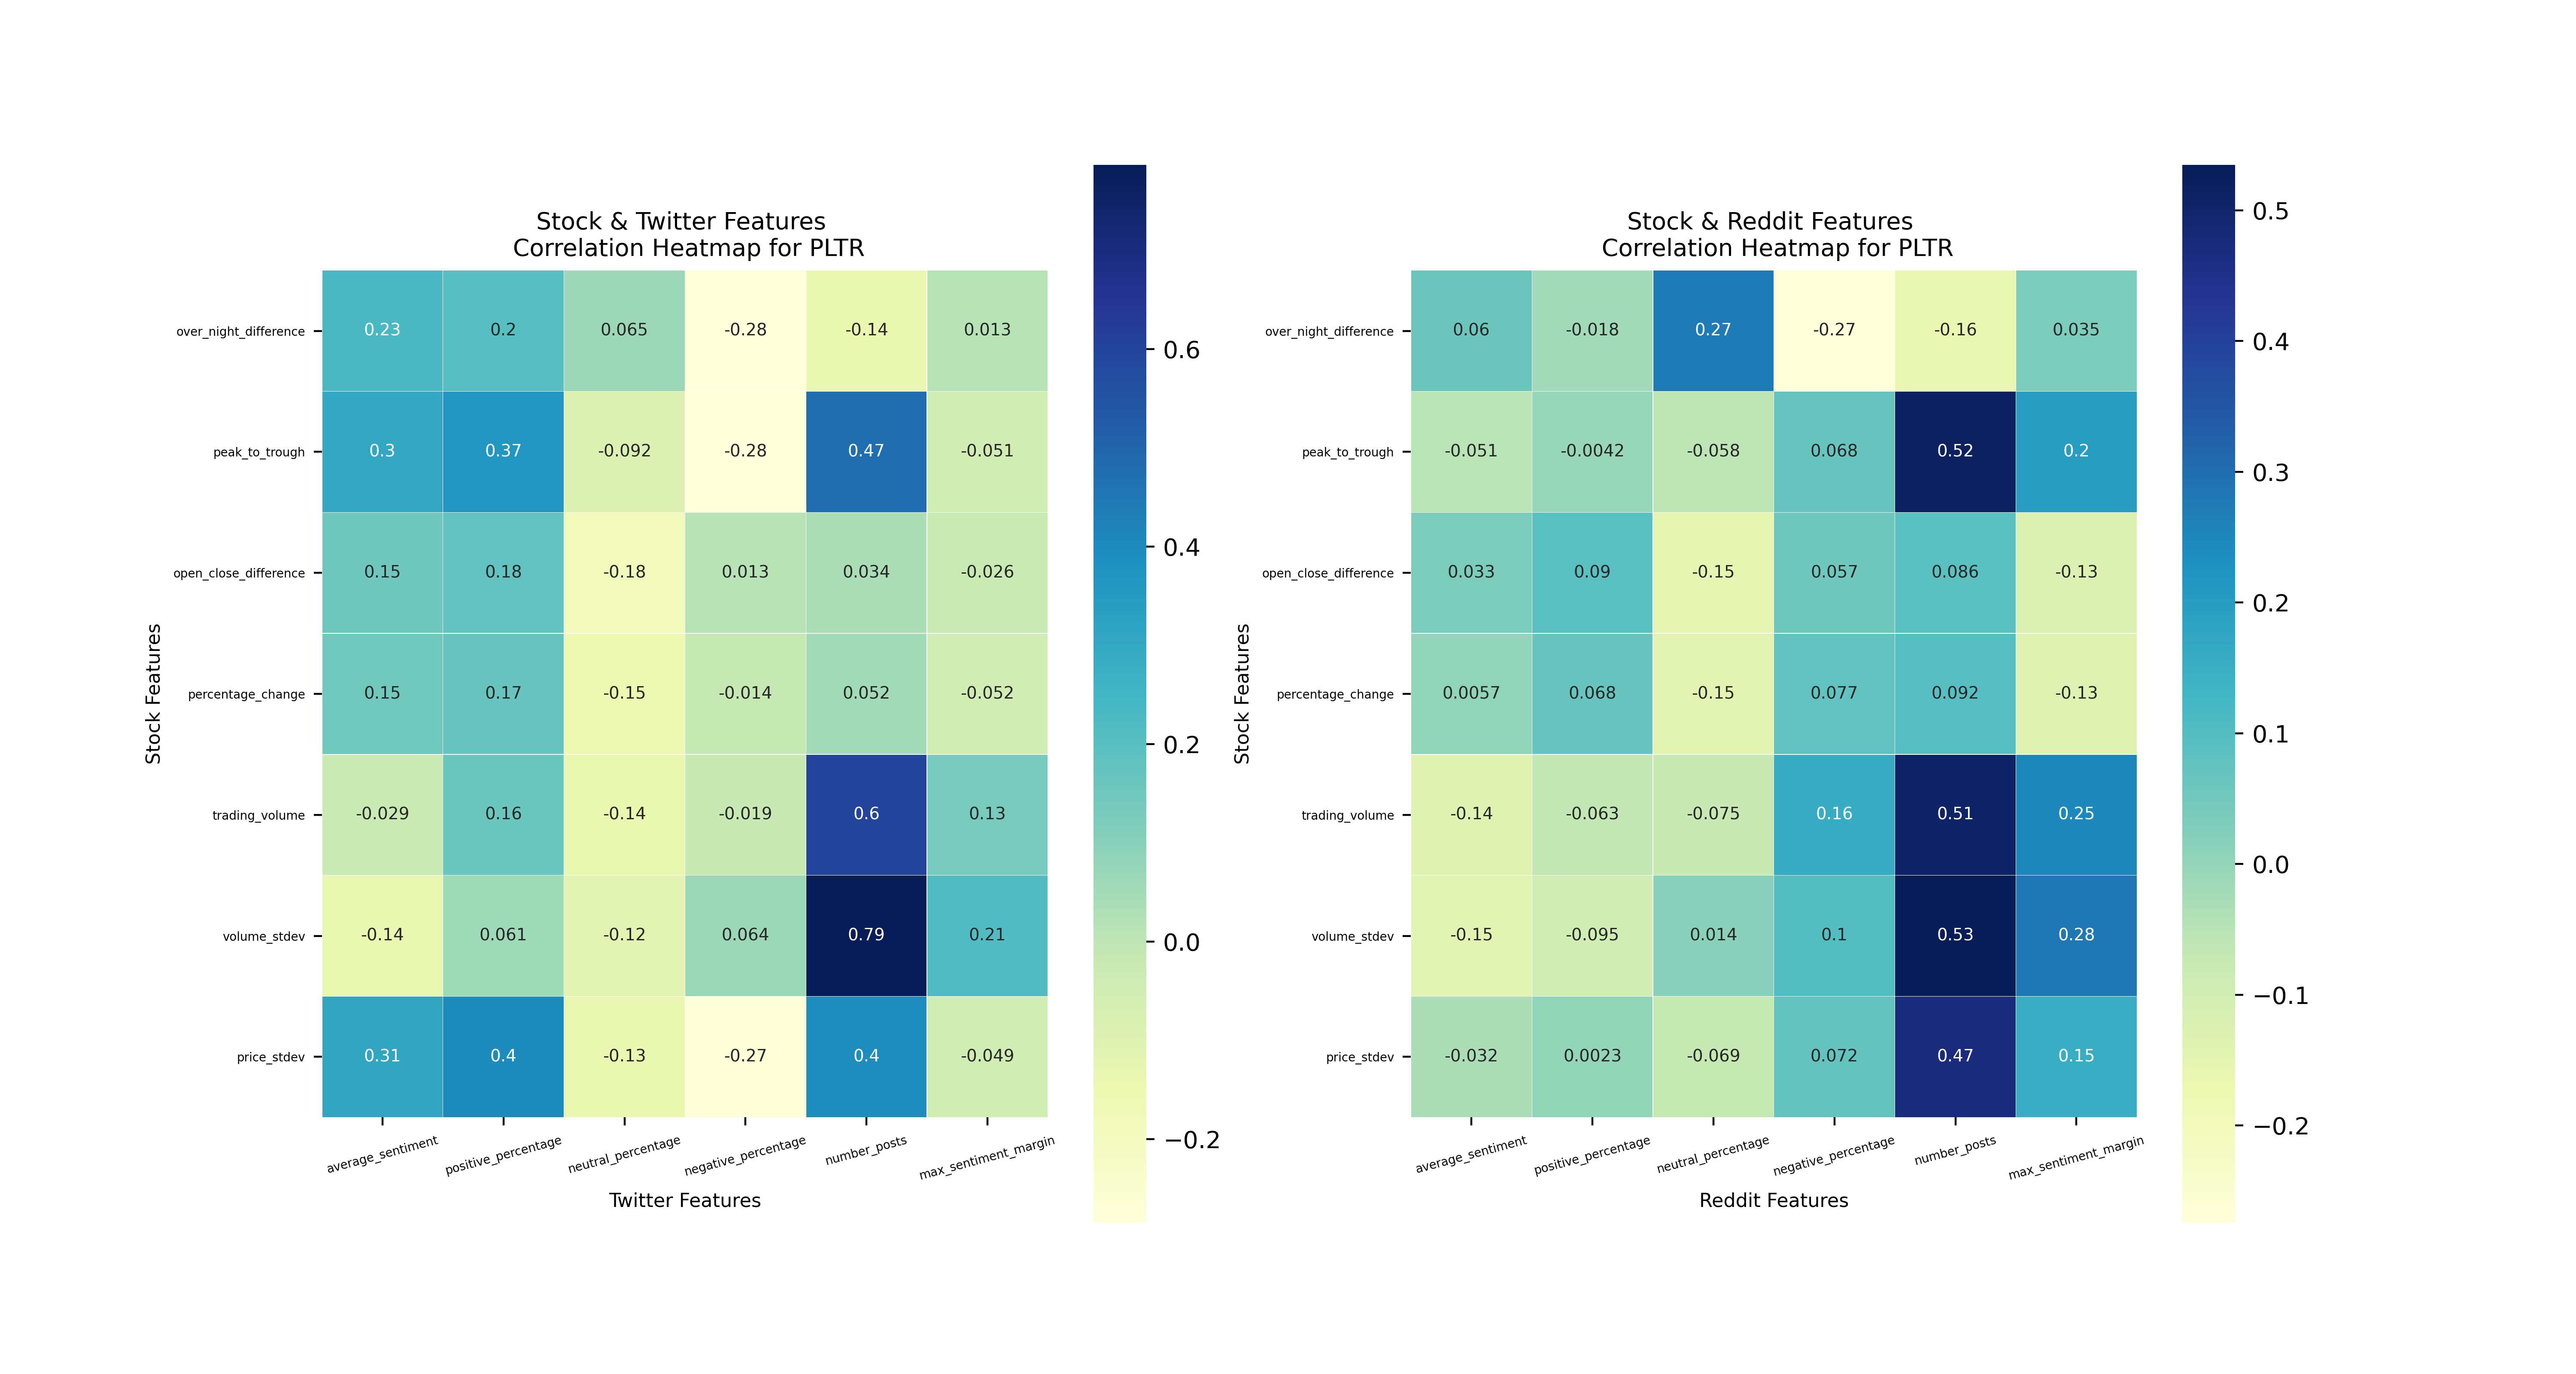 Stock & Twitter Features
Correlation Heatmap for PLTR
Stock Features
over_night_difference 0.23 0.2 0.065 -0.28 -0.14 0.013
peak_to_trough 0.3 0.37 -0.092 -0.28 0.47 -0.051
open_close_difference 0.15 0.18 -0.18 0.013 0.034 -0.026
percentage_change 0.15 0.17 -0.15 -0.014 0.052 -0.052
trading_volume -0.029 0.16 -0.14 -0.019 0.6 0.13
volume_stdev -0.14 0.061 -0.12 0.064 0.79 0.21
price_stdev 0.31 0.4 -0.13 -0.27 0.4 -0.049
average_sentiment positive_percentage neutral_percentage negative_percentage number_posts max_sentiment_margin
Twitter Features
0.6
0.4
0.2
0.0
−0.2
Stock & Reddit Features
Correlation Heatmap for PLTR
Stock Features
over_night_difference 0.06 -0.018 0.27 -0.27 -0.16 0.035
peak_to_trough -0.051 -0.0042 -0.058 0.068 0.52 0.2
open_close_difference 0.033 0.09 -0.15 0.057 0.086 -0.13
percentage_change 0.0057 0.068 -0.15 0.077 0.092 -0.13
trading_volume -0.14 -0.063 -0.075 0.16 0.51 0.25
volume_stdev -0.15 -0.095 0.014 0.1 0.53 0.28
price_stdev -0.032 0.0023 -0.069 0.072 0.47 0.15
average_sentiment positive_percentage neutral_percentage negative_percentage number_posts max_sentiment_margin
Reddit Features
0.5
0.4
0.3
0.2
0.1
0.0
−0.1
−0.2